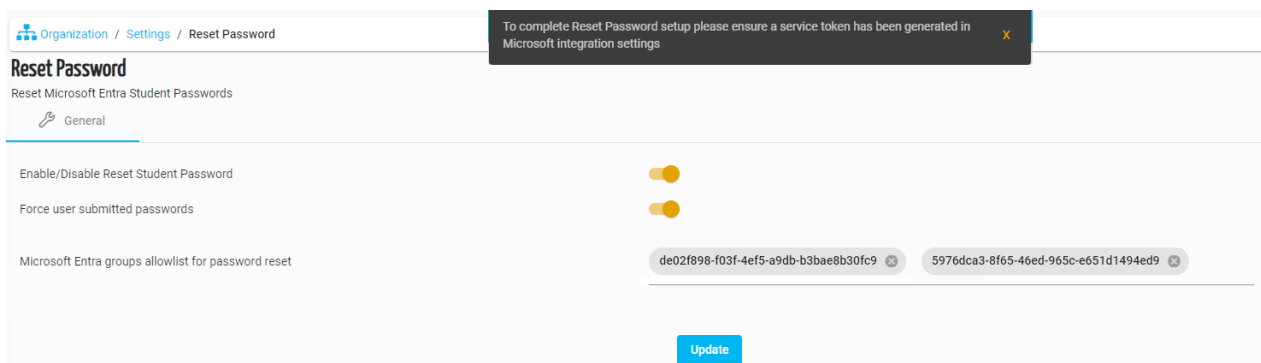 Organization / Settings / Reset Password
To complete Reset Password setup please ensure a service token has been generated in
Microsoft integration settings
X
Reset Password
Reset Microsoft Entra Student Passwords
General
Enable/Disable Reset Student Password
Force user submitted passwords
Microsoft Entra groups allowlist for password reset
de02f898-f03f-4ef5-a9db-b3bae8b30fc9
5976dca3-8f65-46ed-965c-e651d1494ed9
Update